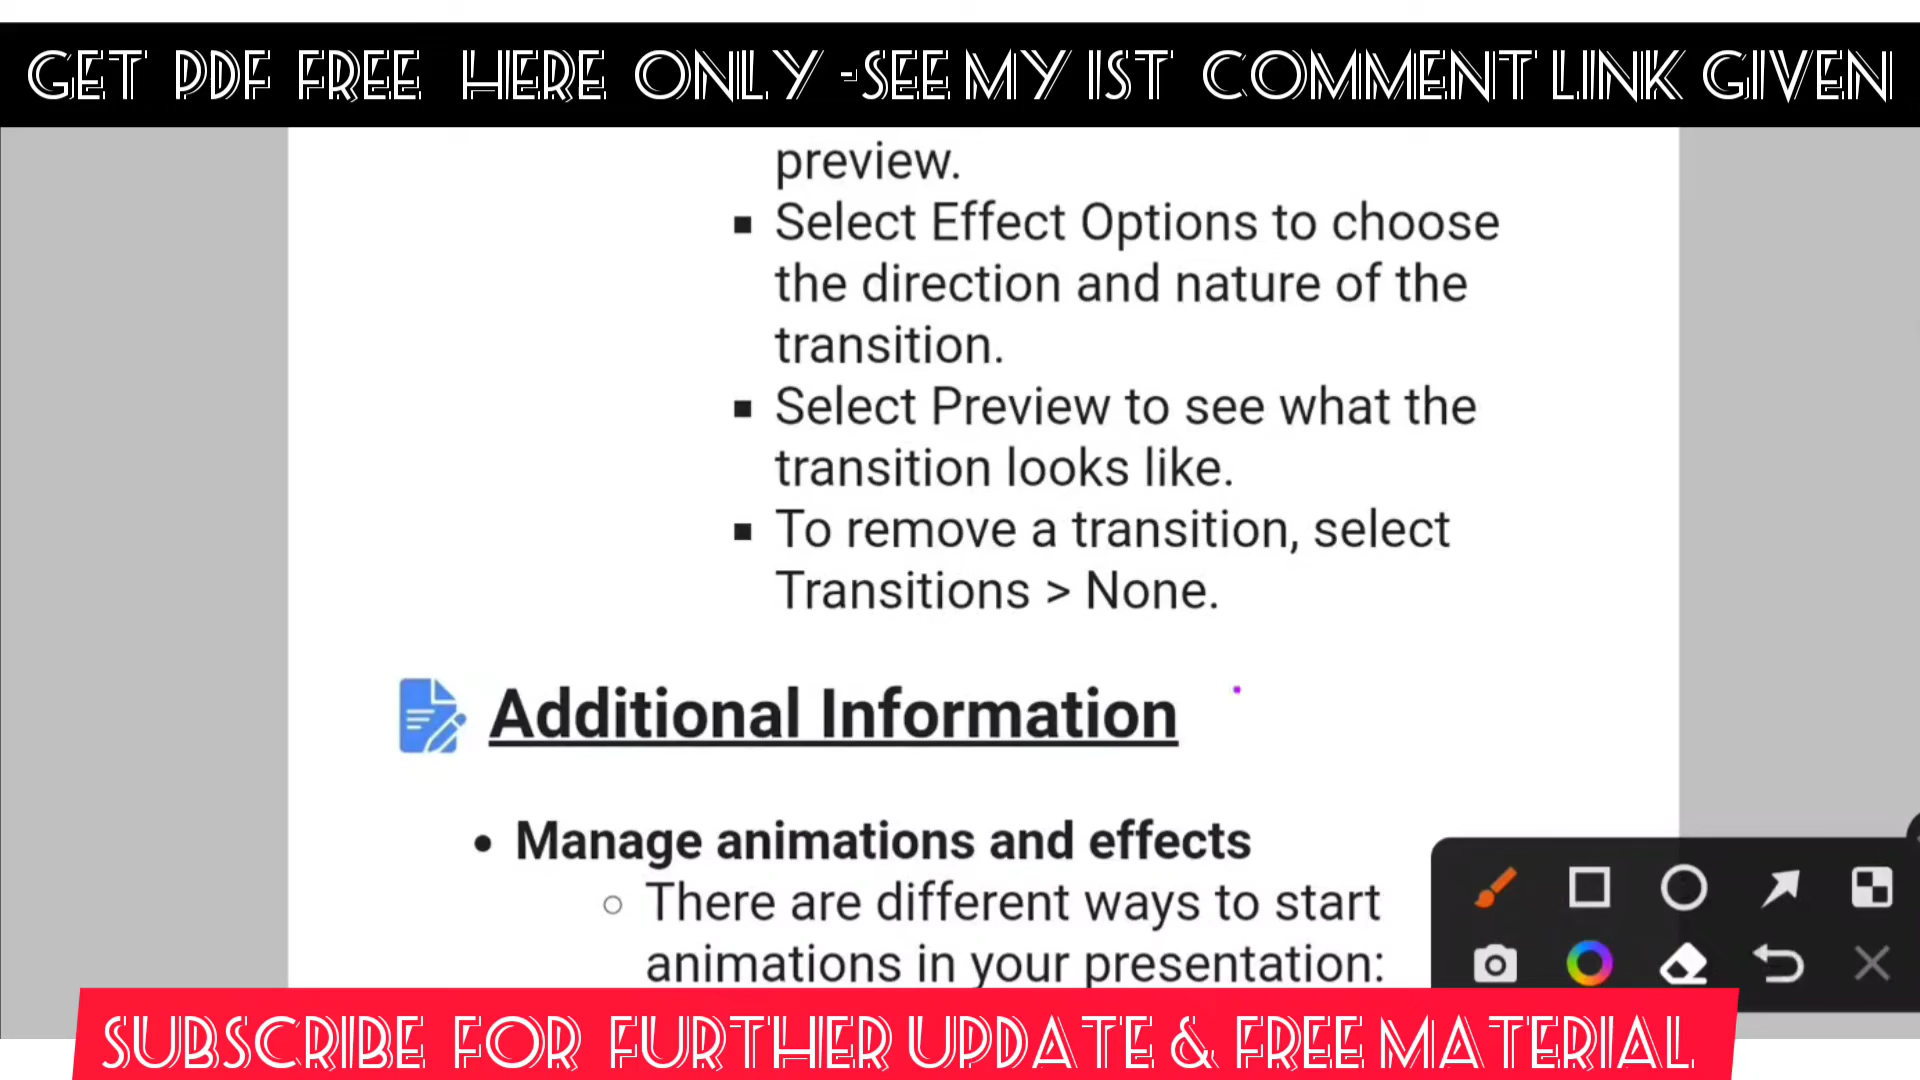 GET PDF FREE HERE ONLY -SEE MY 1ST COMMENT LINK GIVEN
preview.
▪ Select Effect Options to choose
the direction and nature of the
transition.
▪ Select Preview to see what the
transition looks like.
▪ To remove a transition, select
Transitions > None.
Additional Information
• Manage animations and effects
○ There are different ways to start
animations in your presentation:
SUBSCRIBE FOR FURTHER UPDATE & FREE MATERIAL